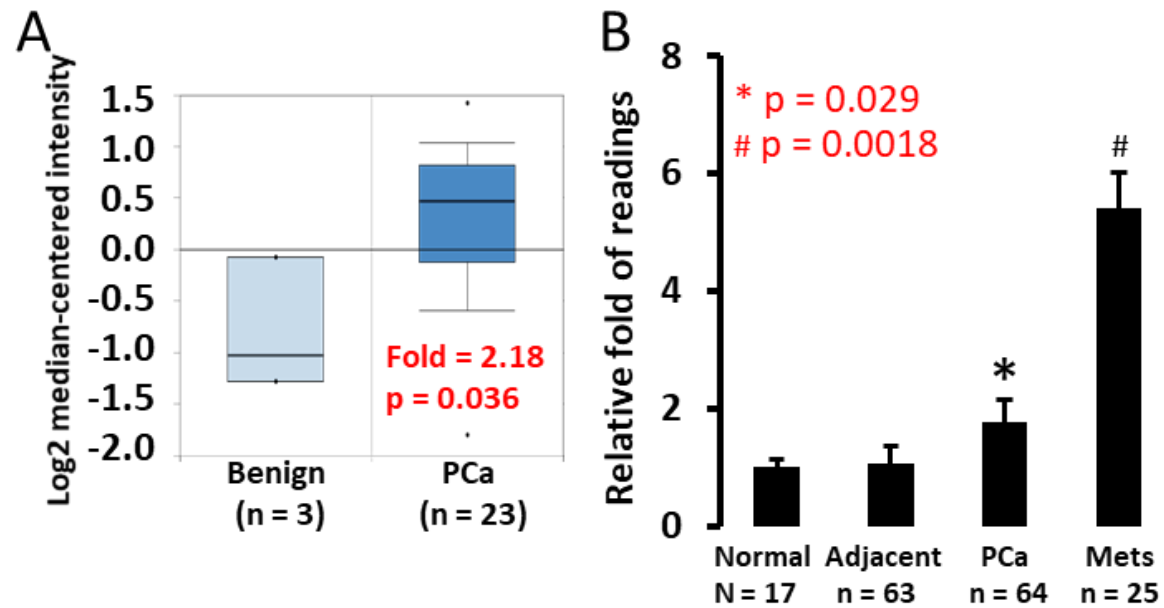 A
Log2 median-centered intensity
1.5
1.0
0.5
0.0
-0.5
-1.0
-1.5
-2.0
Fold = 2.18
p = 0.036
Benign
(n = 3)
PCa
(n = 23)
B
Relative fold of readings
8
6
4
2
0
* p = 0.029
# p = 0.0018
*
#
Normal
N = 17
Adjacent
n = 63
PCa
n = 64
Mets
n = 25